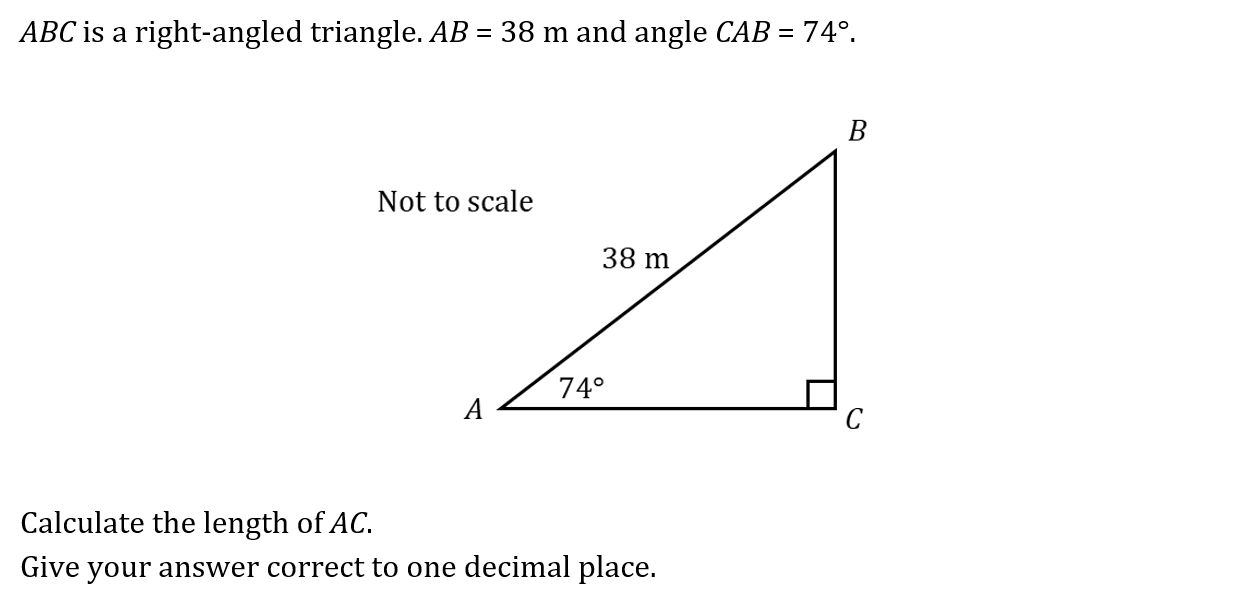 ABC is a right-angled triangle. AB = 38 m and angle CAB = 74°.
B
Not to scale
38 m
74°
A
C
Calculate the length of AC.
Give your answer correct to one decimal place.